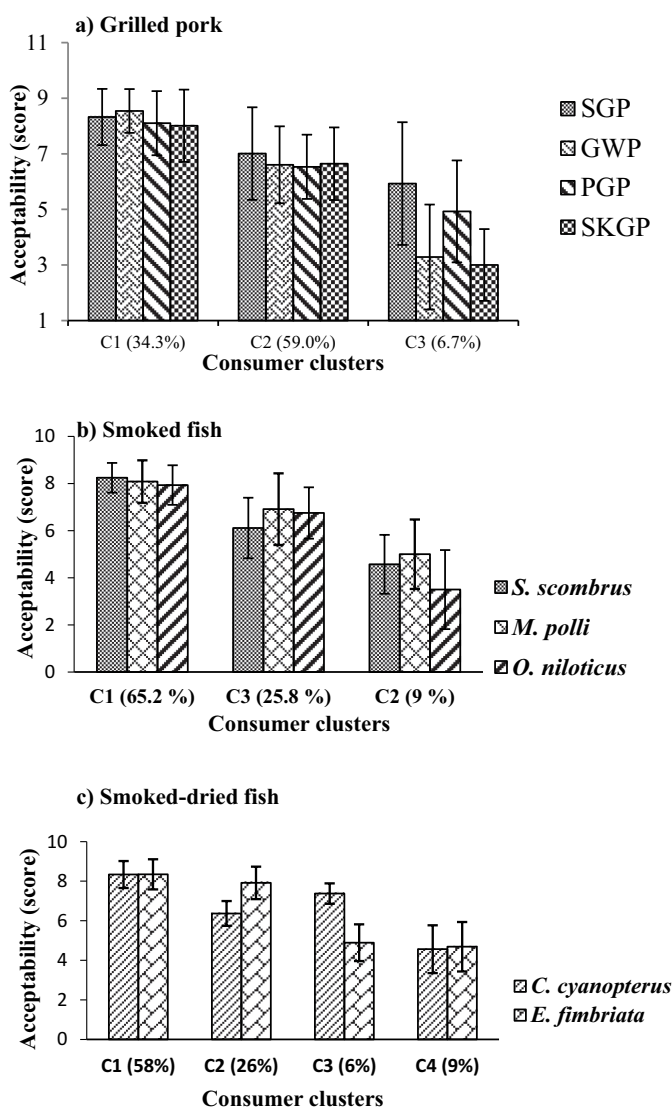 a) Grilled pork
11
9
7
5
3
1
Acceptability (score)
C1 (34.3%) C2 (59.0%) C3 (6.7%)
Consumer clusters
SGP
GWP
PGP
SKGP
b) Smoked fish
10
8
6
4
2
0
Acceptability (score)
C1 (65.2 %) C3 (25.8 %) C2 (9 %)
Consumer clusters
S. scombrus
M. polli
O. niloticus
c) Smoked-dried fish
10
8
6
4
2
0
Acceptability (score)
C1 (58%) C2 (26%) C3 (6%) C4 (9%)
Consumer clusters
C. cyanopterus
E. fimbriata